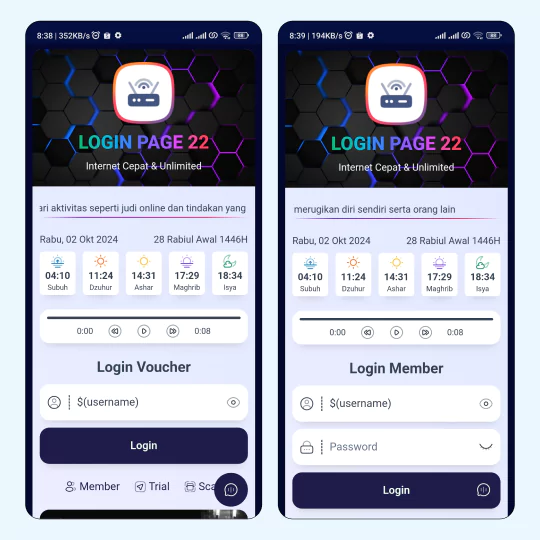 8:38 | 352KB/s
LOGIN PAGE 22
Internet Cepat & Unlimited
ari aktivitas seperti judi online dan tindakan yang
Rabu, 02 Okt 2024 28 Rabiul Awal 1446H
04:10 11:24 14:31 17:29 18:34
Subuh Dzuhur Ashar Maghrib Isya
0:00 0:08
Login Voucher
$(username)
Login
Member Trial Sca
8:39 | 194KB/s
LOGIN PAGE 22
Internet Cepat & Unlimited
merugikan diri sendiri serta orang lain
Rabu, 02 Okt 2024 28 Rabiul Awal 1446H
04:10 11:24 14:31 17:29 18:34
Subuh Dzuhur Ashar Maghrib Isya
0:00 0:08
Login Member
$(username)
Password
Login